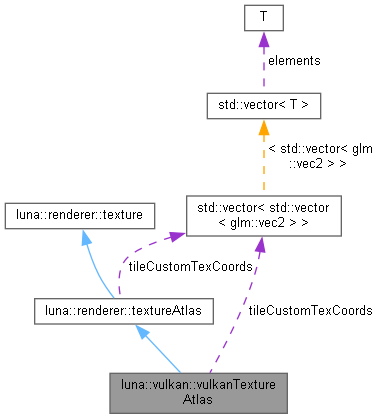 T
elements
std::vector< T >
< std::vector< glm
::vec2 > >
std::vector< std::vector
< glm::vec2 > >
luna::renderer::texture
tileCustomTexCoords
luna::renderer::textureAtlas
tileCustomTexCoords
luna::vulkan::vulkanTexture
Atlas